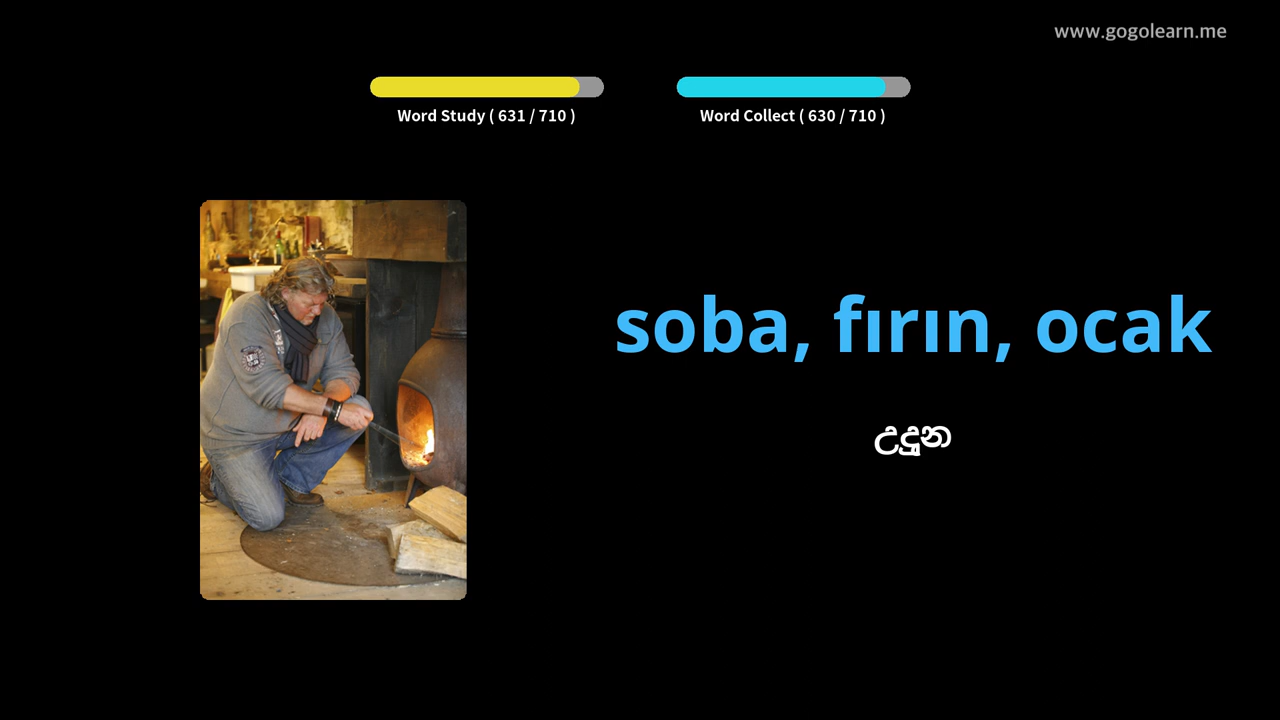 www.gogolearn.me
Word Study ( 631 / 710 )
Word Collect ( 630 / 710 )
soba, fırın, ocak
උදුන